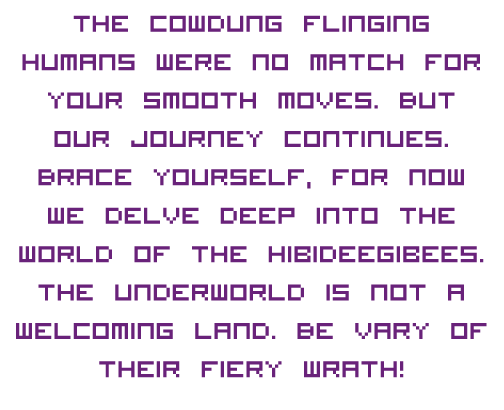 THE COWDUNG FLINGING
HUMANS WERE NO MATCH FOR
YOUR SMOOTH MOVES. BUT
OUR JOURNEY CONTINUES.
BRACE YOURSELF, FOR NOW
WE DELVE DEEP INTO THE
WORLD OF THE HIBIDEEGIBEES.
THE UNDERWORLD IS NOT A
WELCOMING LAND. BE VARY OF
THEIR FIERY WRATH!